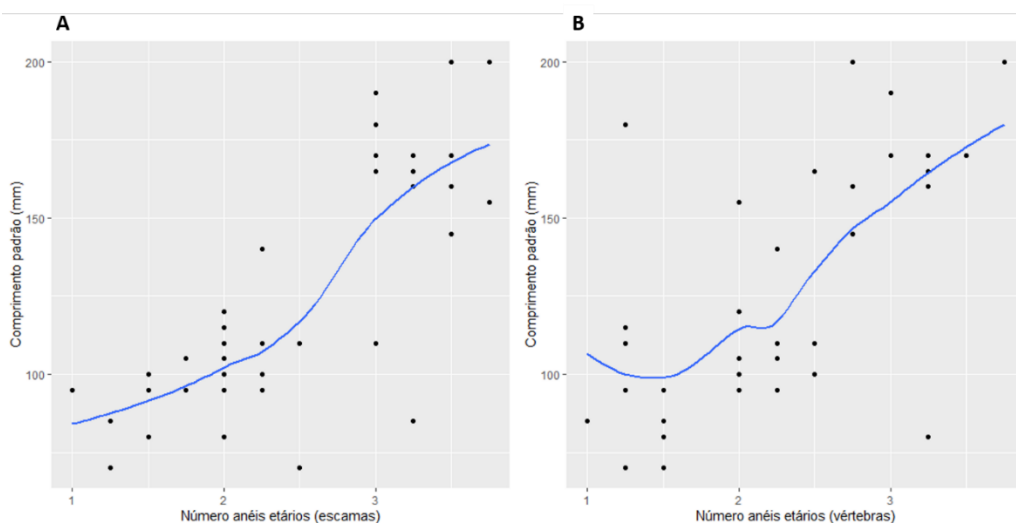 A
B
Comprimento padrão (mm)
200
150
100
1
2
3
Número anéis etários (escamas)
Comprimento padrão (mm)
200
150
100
1
2
3
Número anéis etários (vértebras)